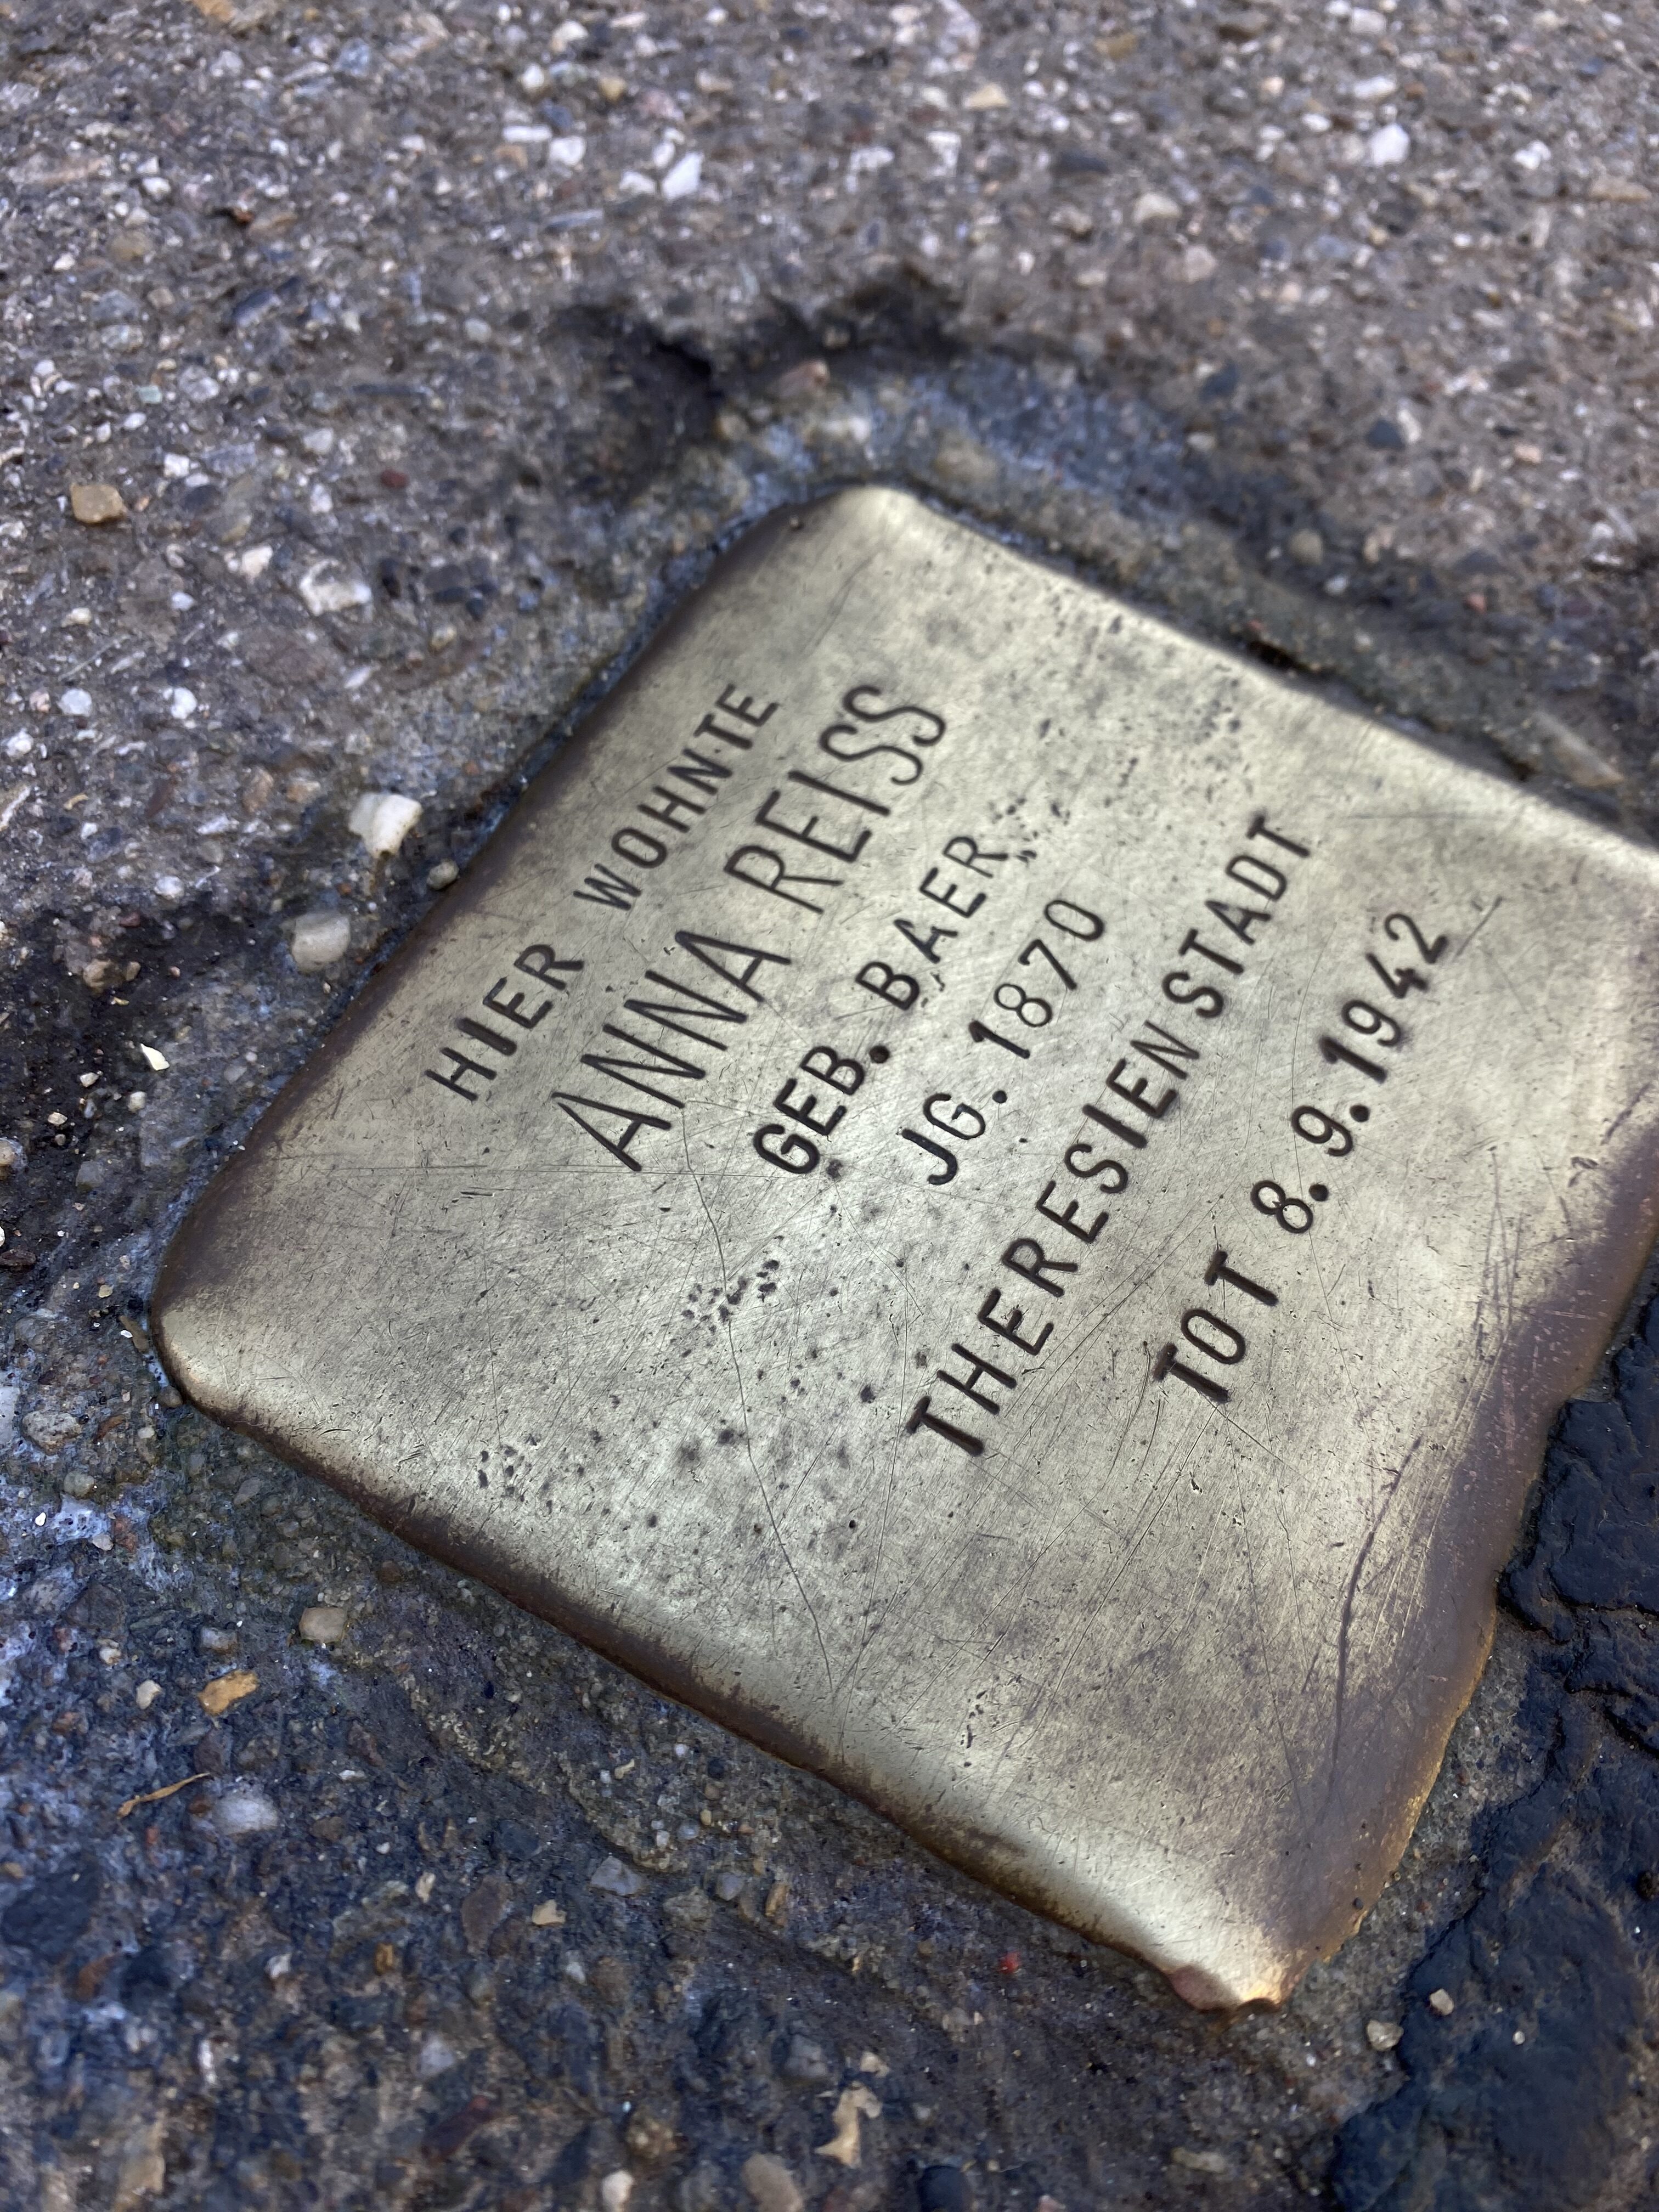 HIER WOHNTE
ANNA REISS
GEB. BAER
JG. 1870
THERESIENSTADT
TOT 8.9.1942